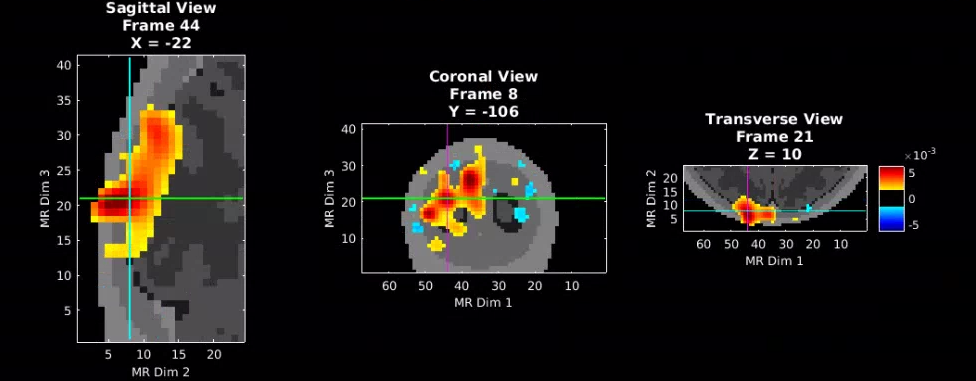 Sagittal View
Frame 44
X = -22
MR Dim 3
40
35
30
25
20
15
10
5
5 10 15 20
MR Dim 2
Coronal View
Frame 8
Y = -106
MR Dim 3
40
30
20
10
60 50 40 30 20 10
MR Dim 1
Transverse View
Frame 21
Z = 10
MR Dim 2
20
15
10
5
60 50 40 30 20 10
MR Dim 1
×10⁻³
5
0
-5